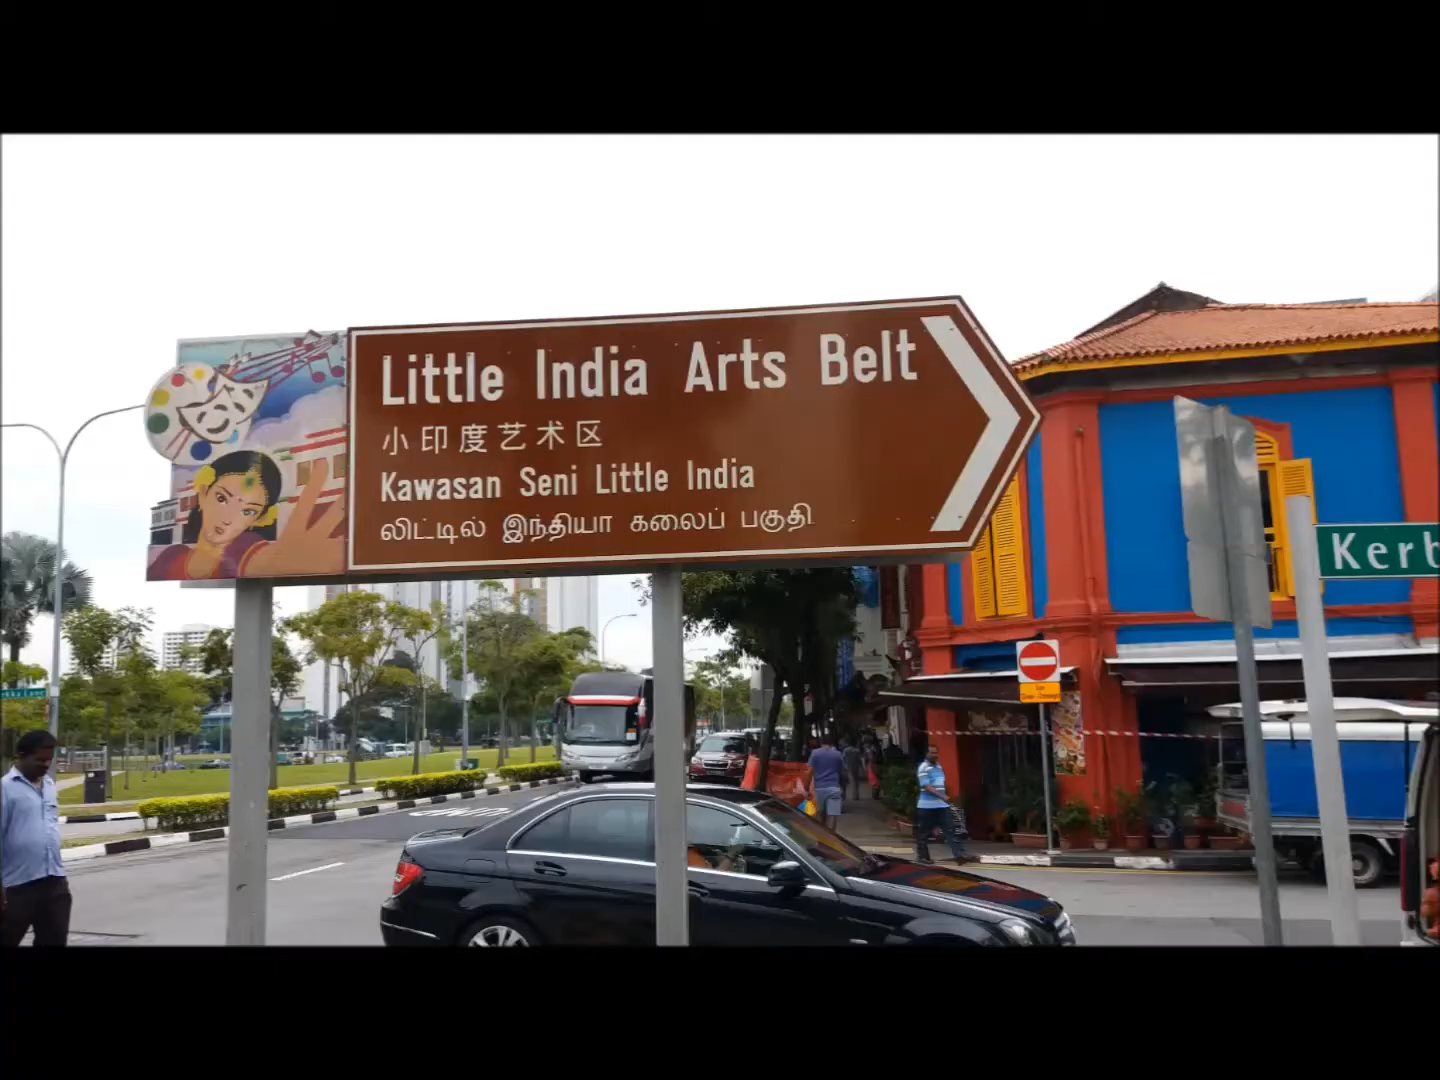 Little India Arts Belt
小印度艺术区
Kawasan Seni Little India
லிட்டில் இந்தியா கலைப் பகுதி
Kerb